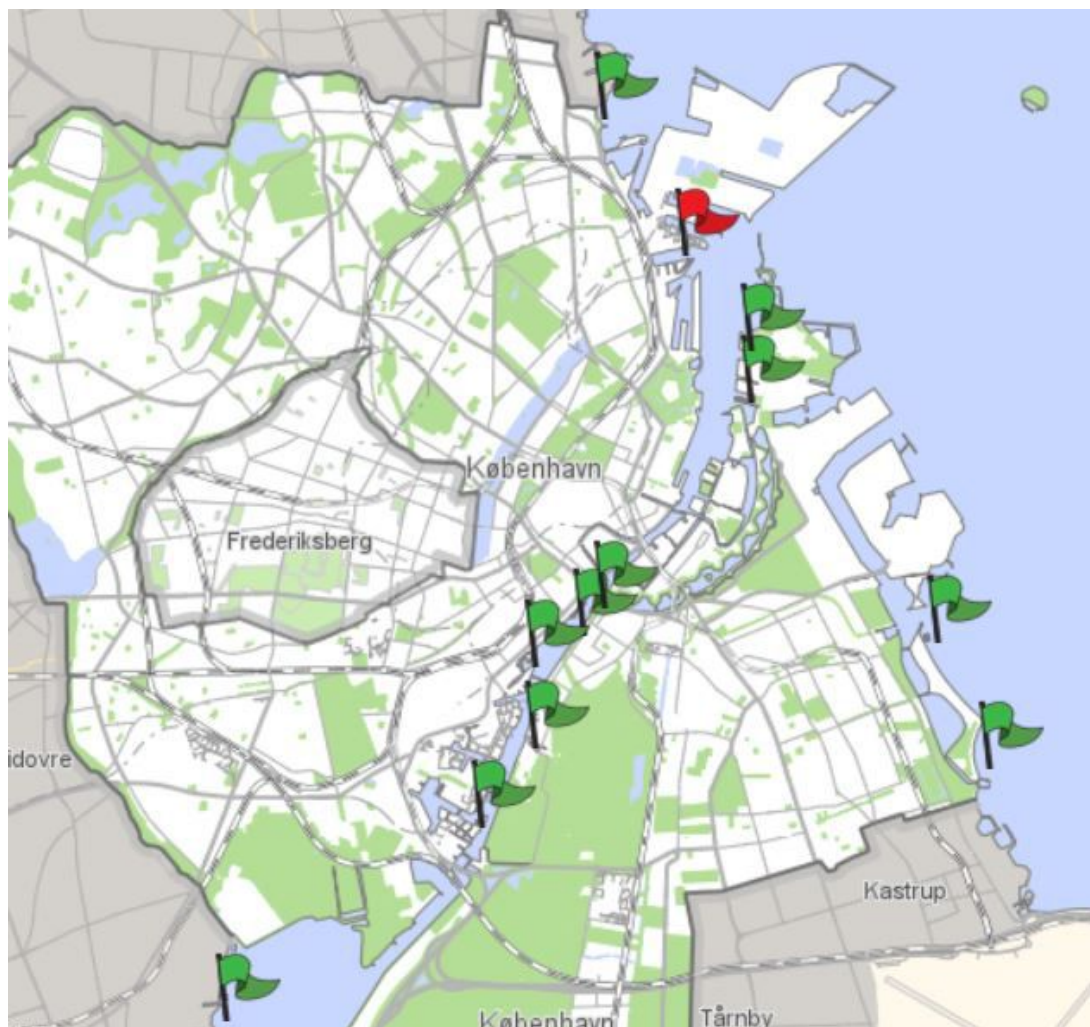 København
Frederiksberg
idovre
Kastrup
København
Tårnby